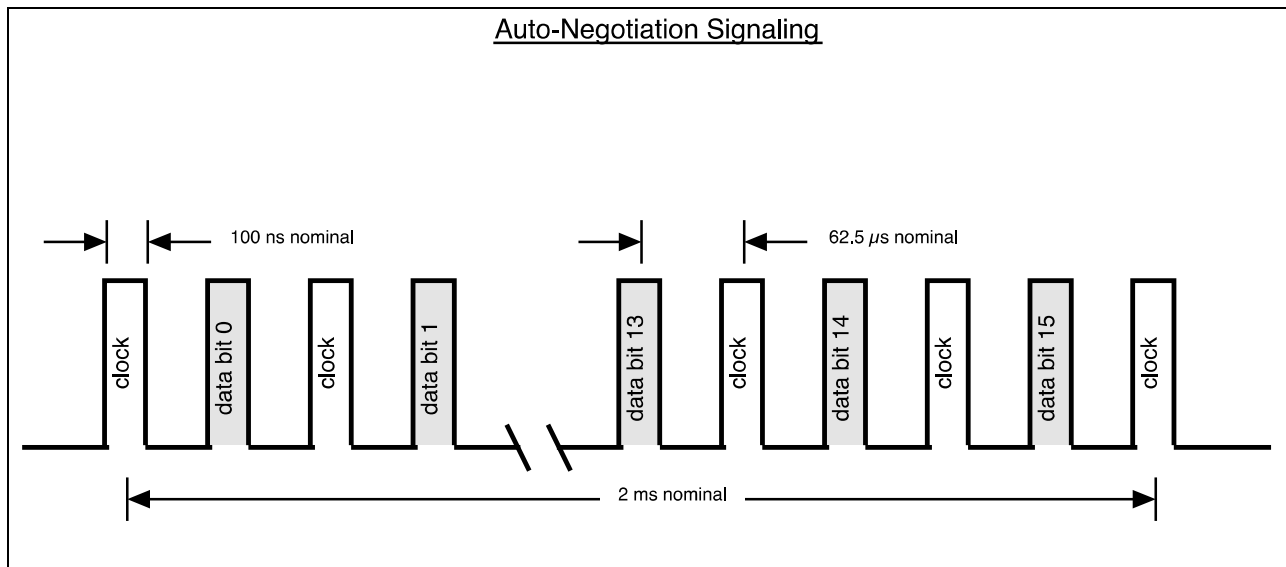 Auto-Negotiation Signaling
100 ns nominal
62.5 µs nominal
clock
data bit 0
clock
data bit 1
data bit 13
clock
data bit 14
clock
data bit 15
clock
2 ms nominal